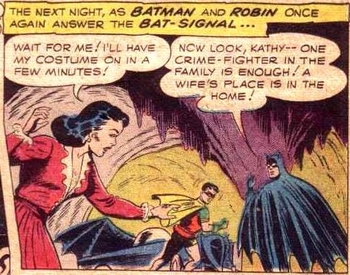 THE NEXT NIGHT, AS BATMAN AND ROBIN ONCE
AGAIN ANSWER THE BAT-SIGNAL...
WAIT FOR ME! I'LL HAVE
MY COSTUME ON IN A
FEW MINUTES!
NOW LOOK, KATHY-- ONE
CRIME-FIGHTER IN THE
FAMILY IS ENOUGH! A
WIFE'S PLACE IS IN THE
HOME!